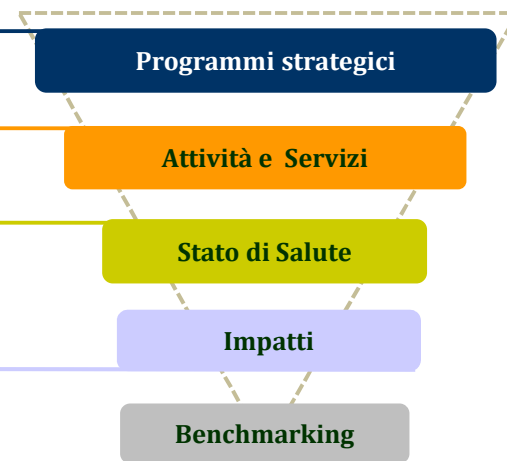 Programmi strategici
Attività e Servizi
Stato di Salute
Impatti
Benchmarking